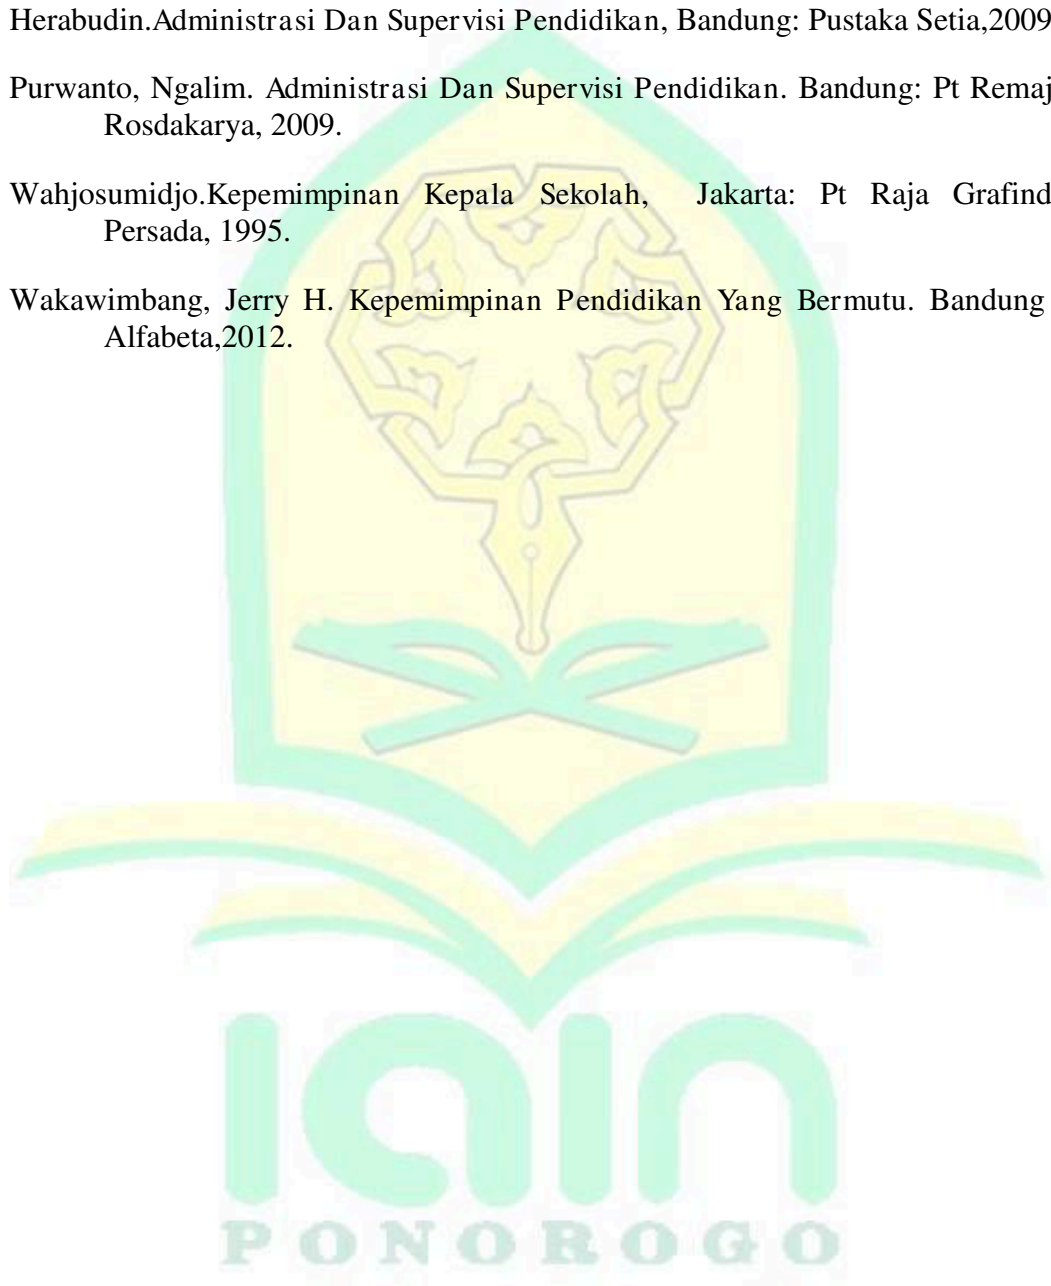 Herabudin.Administrasi Dan Supervisi Pendidikan, Bandung: Pustaka Setia,2009
Purwanto, Ngalim. Administrasi Dan Supervisi Pendidikan. Bandung: Pt Remaj
Rosdakarya, 2009.
Wahjosumidjo.Kepemimpinan Kepala Sekolah, Jakarta: Pt Raja Grafind
Persada, 1995.
Wakawimbang, Jerry H. Kepemimpinan Pendidikan Yang Bermutu. Bandung
Alfabeta,2012.
iain
PONOROGO